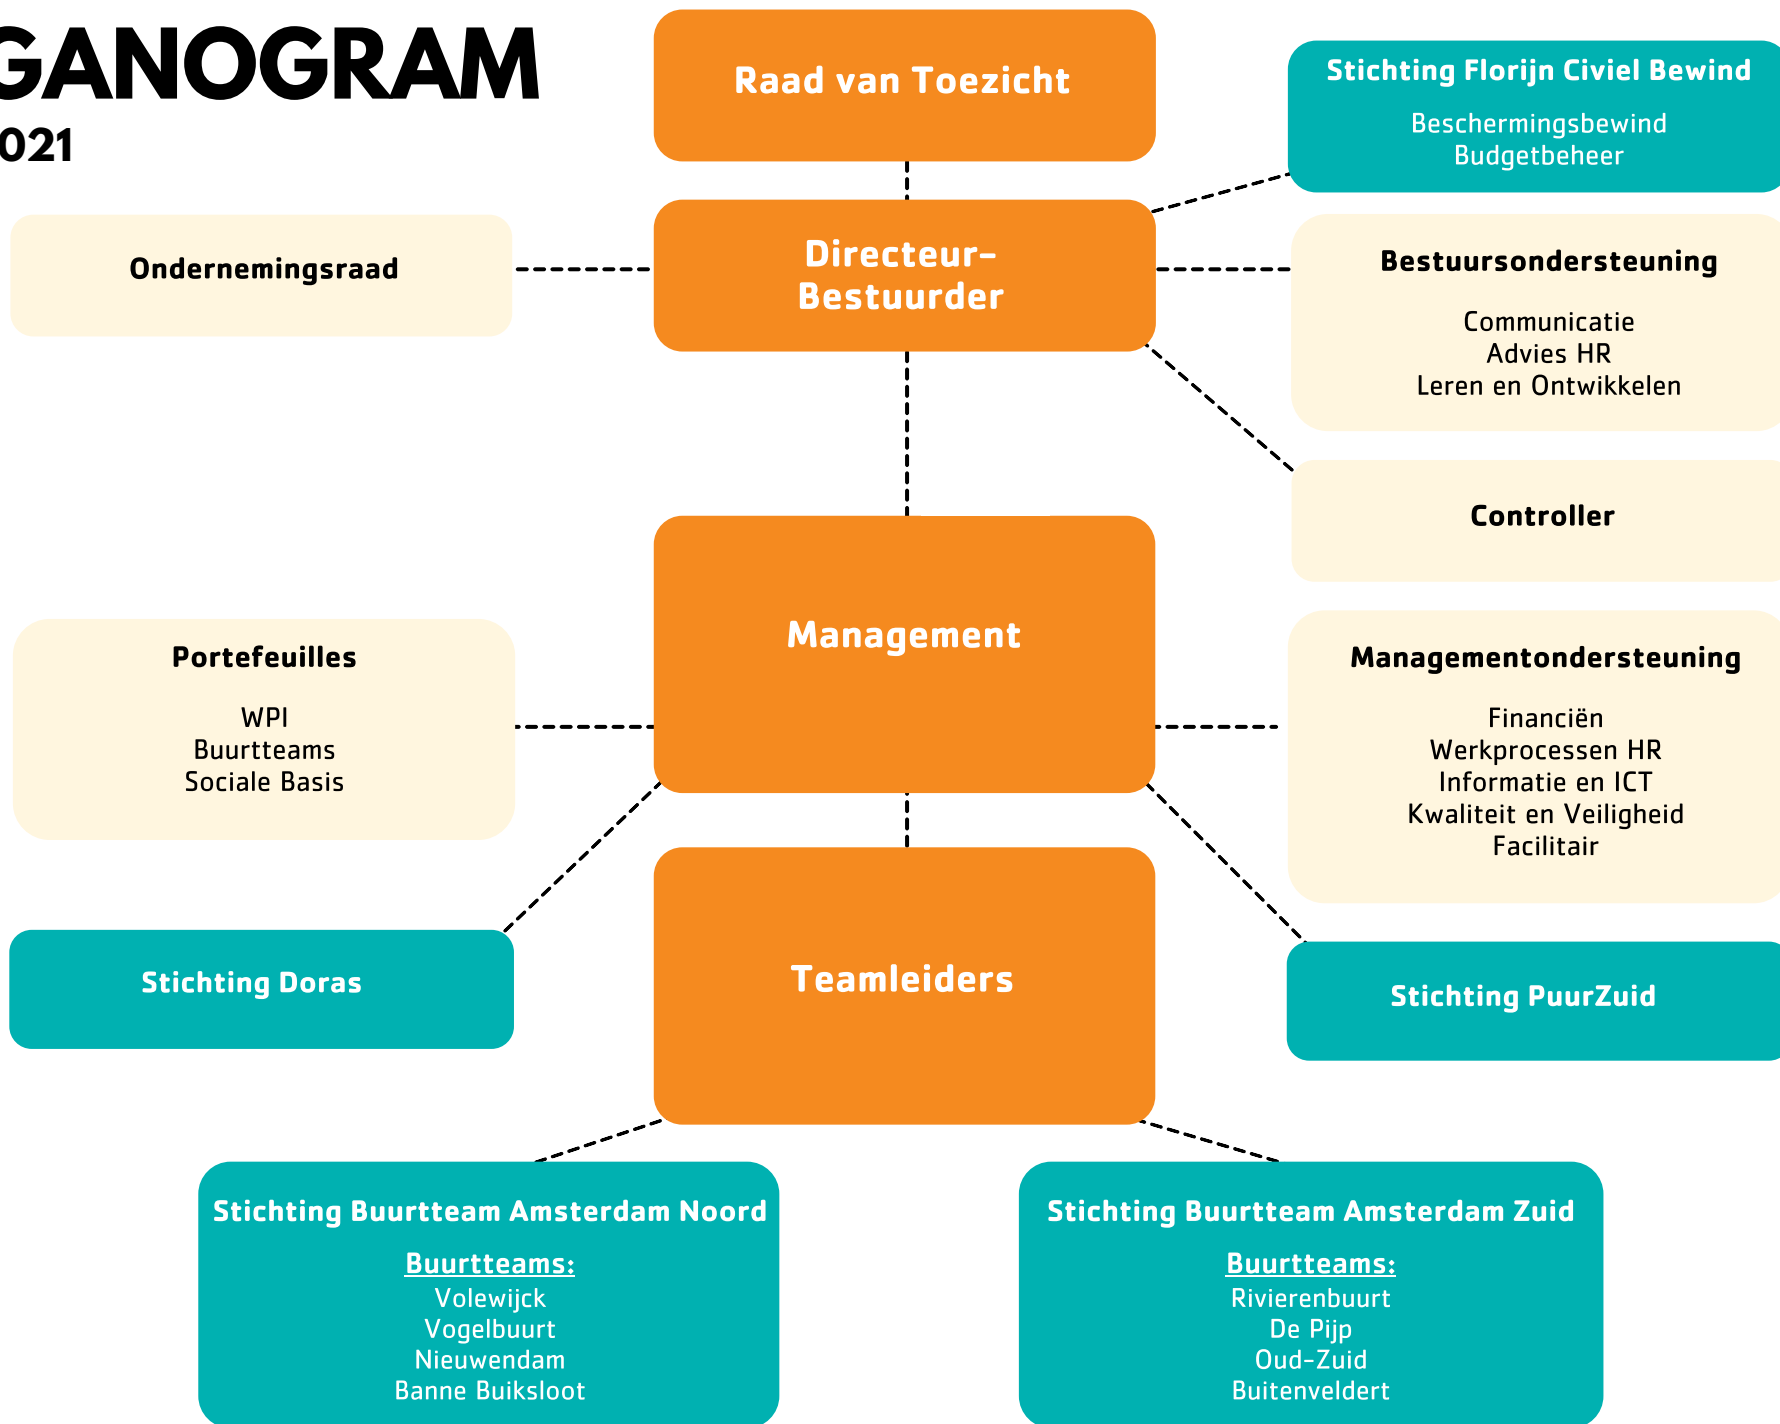 GANOGRAM
021
Raad van Toezicht
Stichting Florijn Civiel Bewind
Beschermingsbewind
Budgetbeheer
Ondernemingsraad
Directeur-
Bestuurder
Bestuursondersteuning
Communicatie
Advies HR
Leren en Ontwikkelen
Controller
Management
Portefeuilles
WPI
Buurtteams
Sociale Basis
Managementondersteuning
Financiën
Werkprocessen HR
Informatie en ICT
Kwaliteit en Veiligheid
Facilitair
Stichting Doras
Teamleiders
Stichting PuurZuid
Stichting Buurtteam Amsterdam Noord
Buurtteams:
Volewijck
Vogelbuurt
Nieuwendam
Banne Buiksloot
Stichting Buurtteam Amsterdam Zuid
Buurtteams:
Rivierenbuurt
De Pijp
Oud-Zuid
Buitenveldert